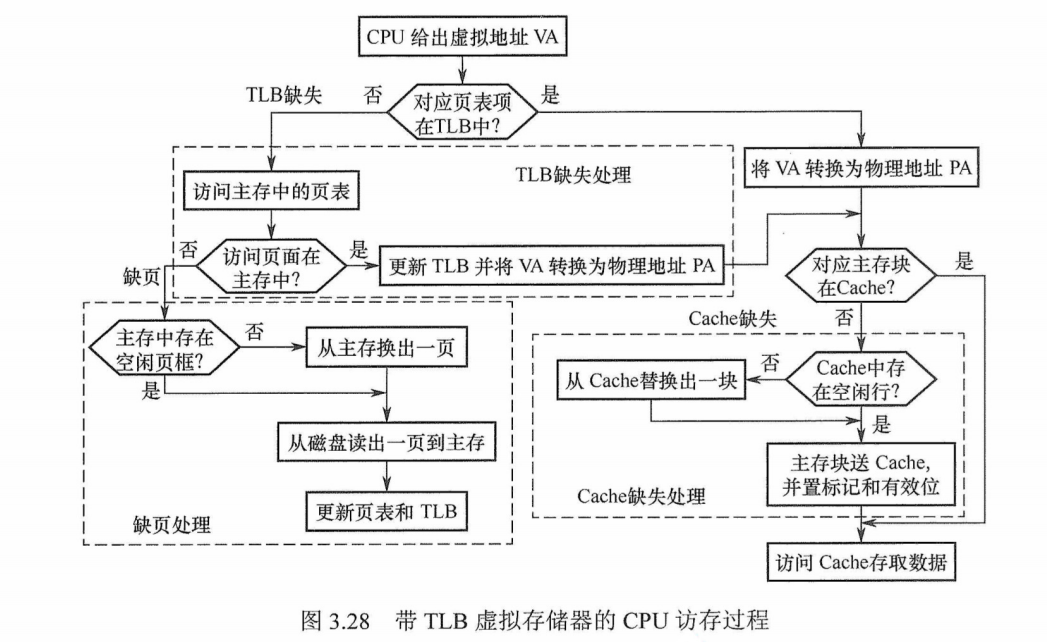 CPU 给出虚拟地址 VA
TLB缺失
否
对应页表项
在TLB中?
是
TLB缺失处理
访问主存中的页表
将 VA 转换为物理地址 PA
否
缺页
访问页面在
主存中?
是
更新 TLB 并将 VA 转换为物理地址 PA
对应主存块
在Cache?
是
Cache缺失
否
主存中存在
空闲页框?
否
从主存换出一页
是
从 Cache替换出一块
否
Cache中存
在空闲行?
是
从磁盘读出一页到主存
主存块送 Cache,
并置标记和有效位
更新页表和 TLB
缺页处理
Cache缺失处理
访问 Cache存取数据
图 3.28 带 TLB 虚拟存储器的 CPU 访存过程